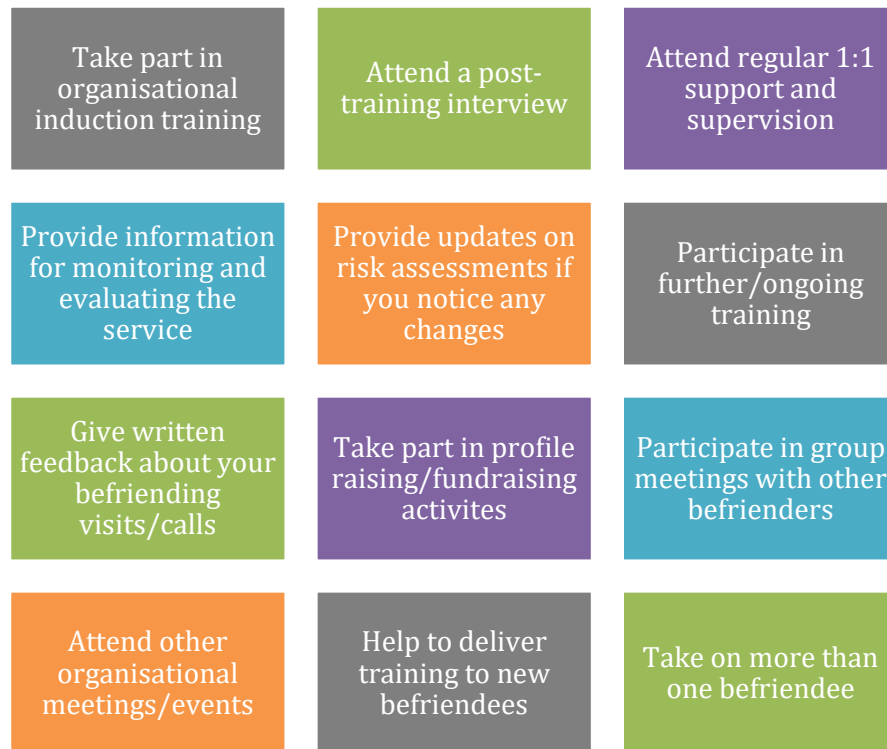 Take part in
organisational
induction training
Attend a post-
training interview
Attend regular 1:1
support and
supervision
Provide information
for monitoring and
evaluating the
service
Provide updates on
risk assessments if
you notice any
changes
Participate in
further/ongoing
training
Give written
feedback about your
befriending
visits/calls
Take part in profile
raising/fundraising
activites
Participate in group
meetings with other
befrienders
Attend other
organisational
meetings/events
Help to deliver
training to new
befriendees
Take on more than
one befriendee